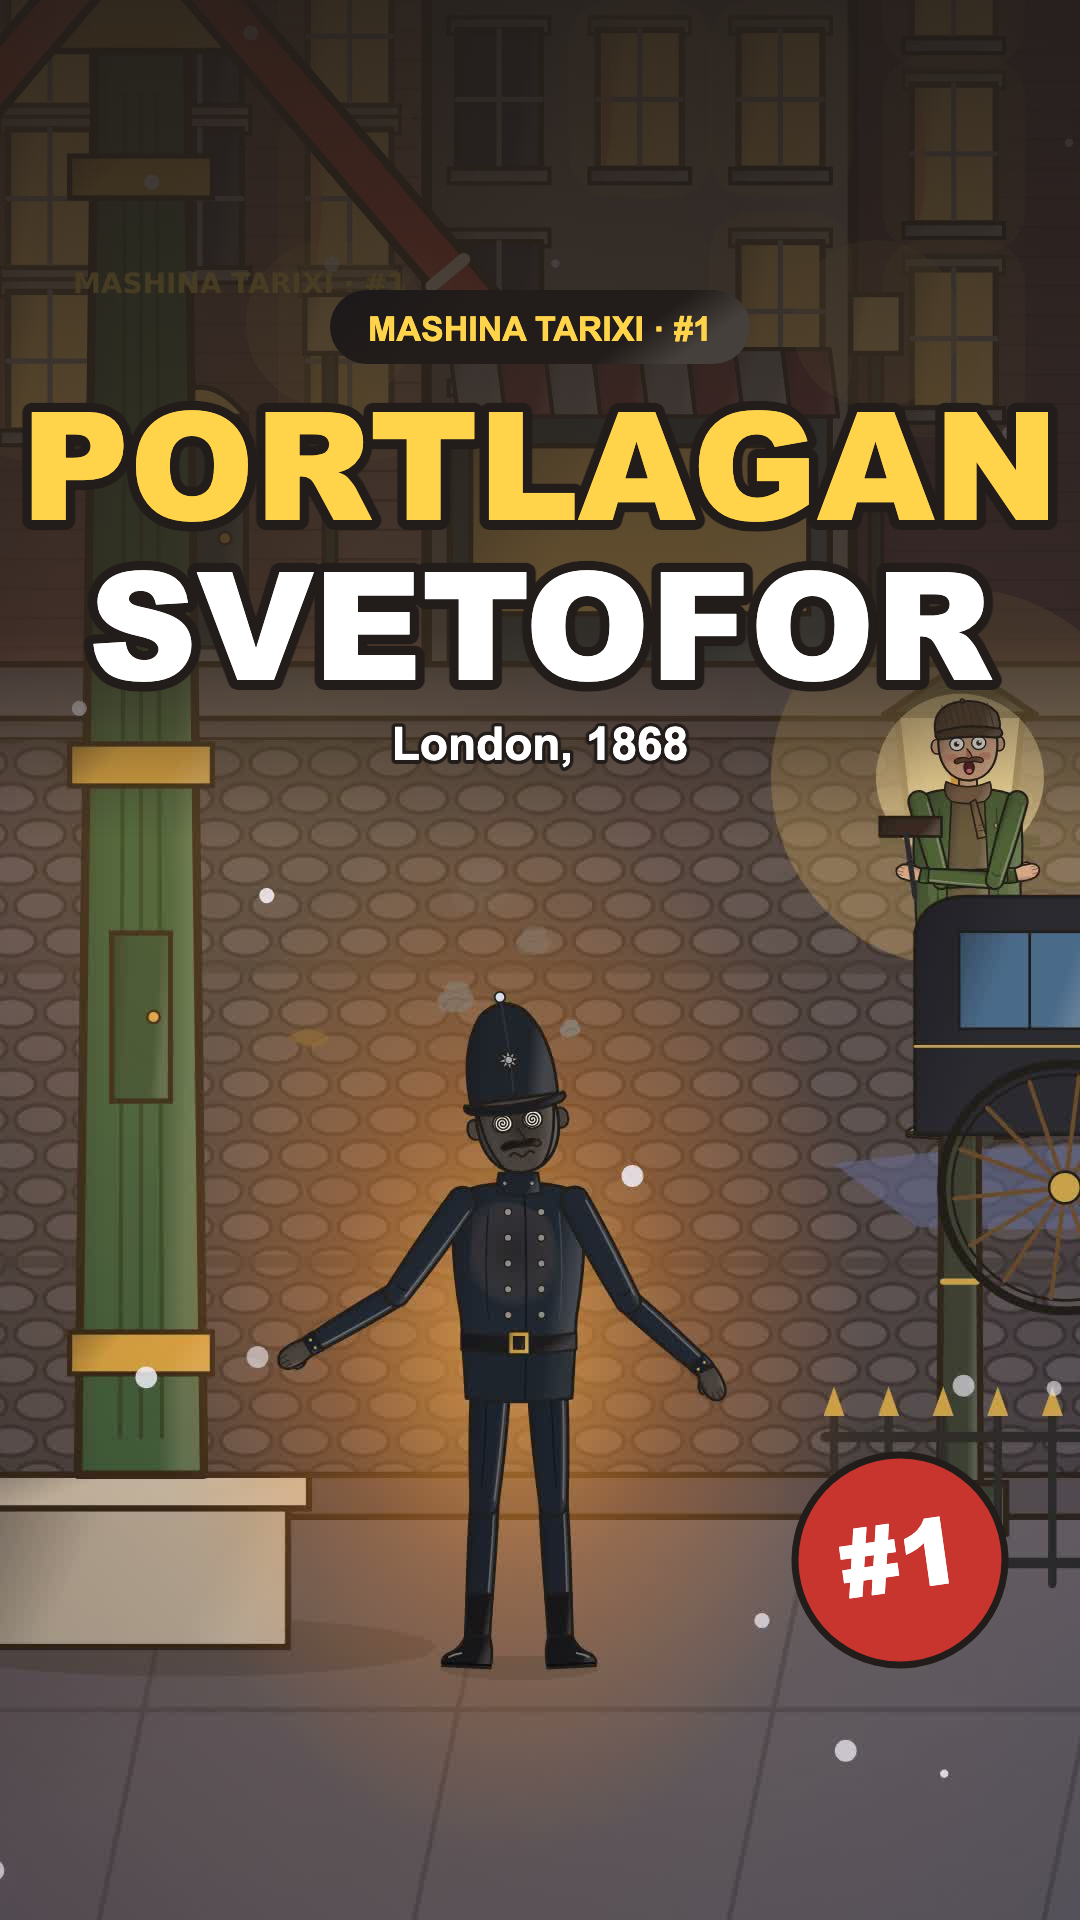 MASHINA TARIXI · #1
MASHINA TARIXI · #1
PORTLAGAN
SVETOFOR
London, 1868
#1